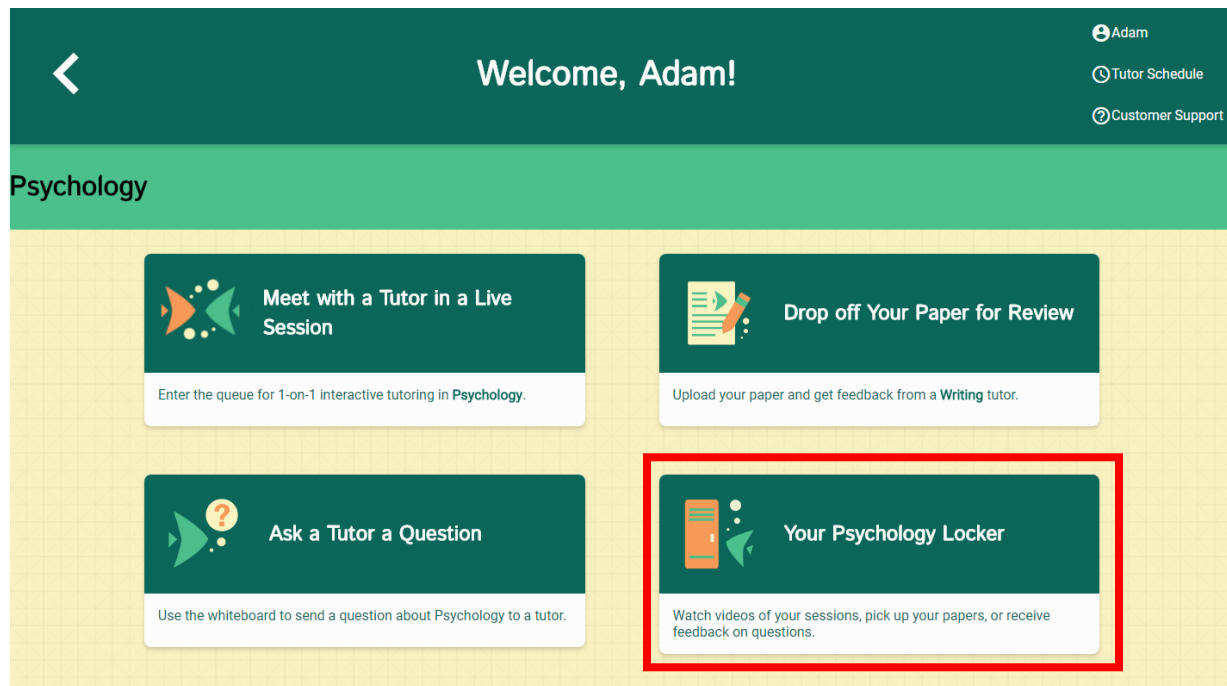 Welcome, Adam!
Adam
Tutor Schedule
?Customer Support
Psychology
Meet with a Tutor in a Live
Session
Enter the queue for 1-on-1 interactive tutoring in Psychology.
Drop off Your Paper for Review
Upload your paper and get feedback from a Writing tutor.
?
Ask a Tutor a Question
Use the whiteboard to send a question about Psychology to a tutor.
Your Psychology Locker
Watch videos of your sessions, pick up your papers, or receive
feedback on questions.